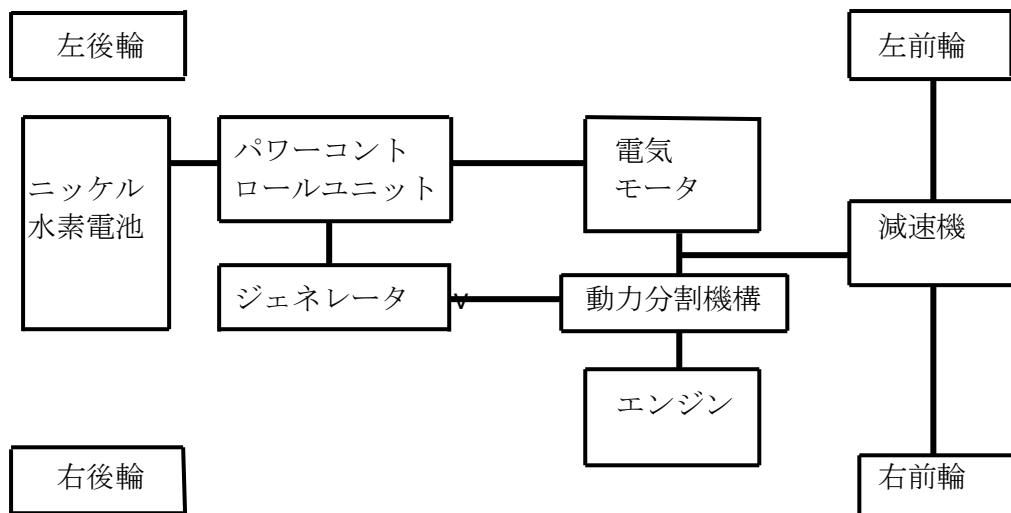 左後輪
左前輪
ニッケル
水素電池
パワーコント
ロールユニット
電気
モータ
減速機
ジェネレータ
v
動力分割機構
エンジン
右後輪
右前輪